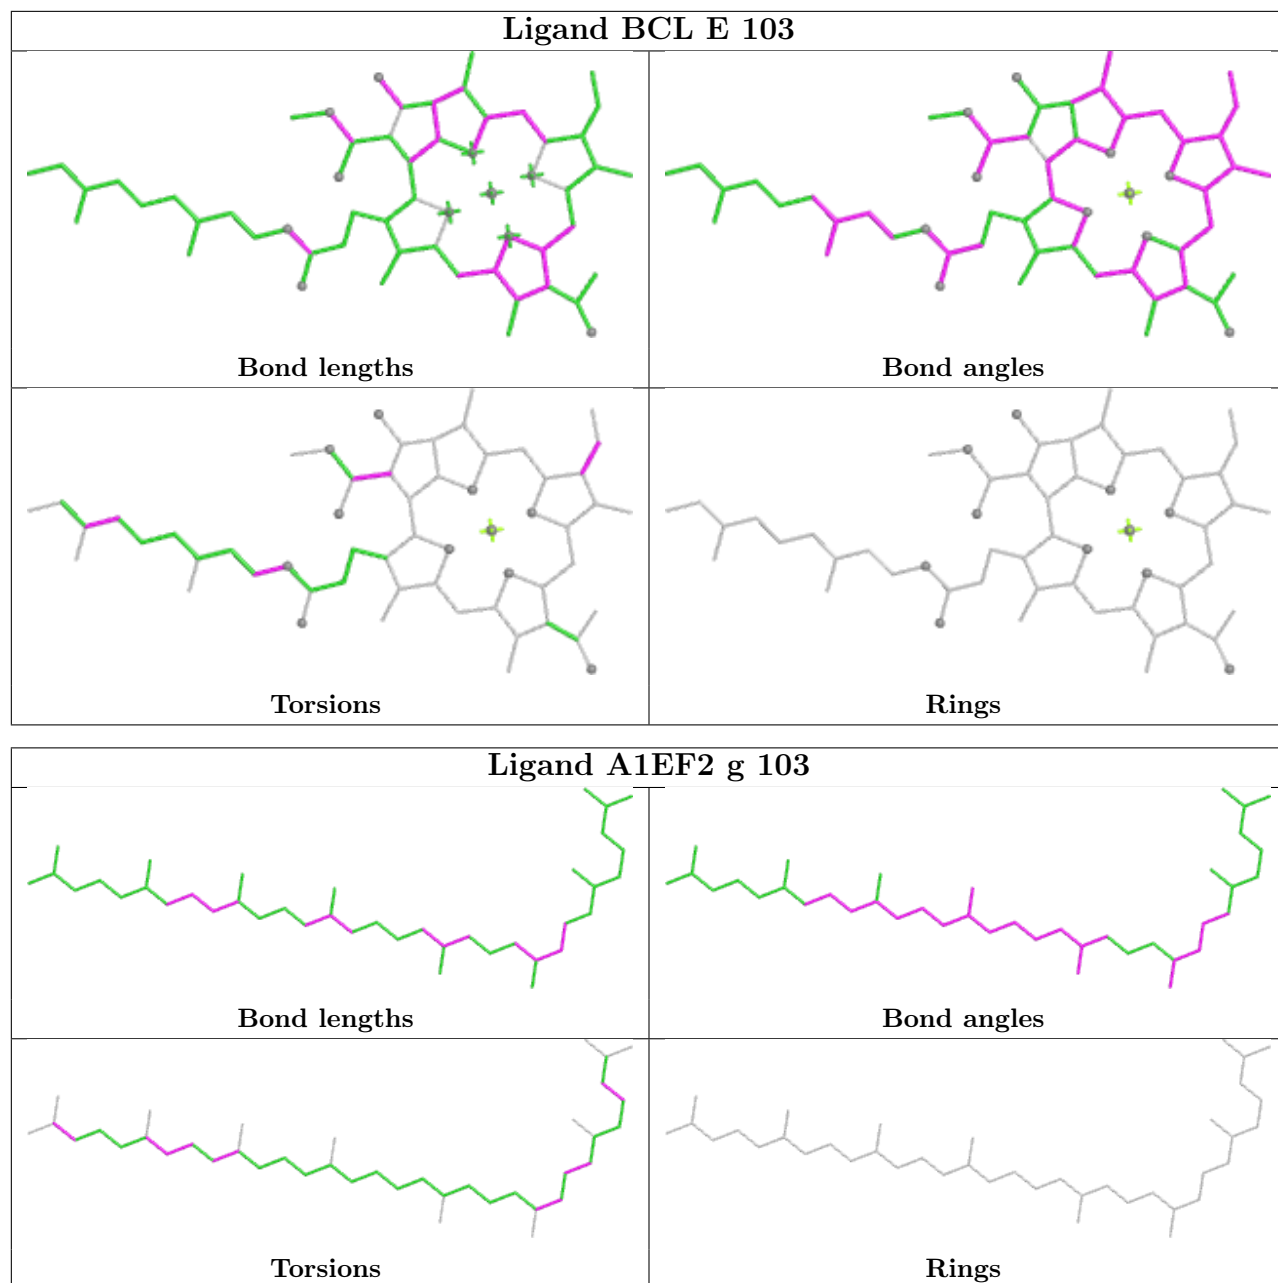 Ligand BCL E 103
Bond lengths
Bond angles
Torsions
Rings
Ligand A1EF2 g 103
Bond lengths
Bond angles
Torsions
Rings